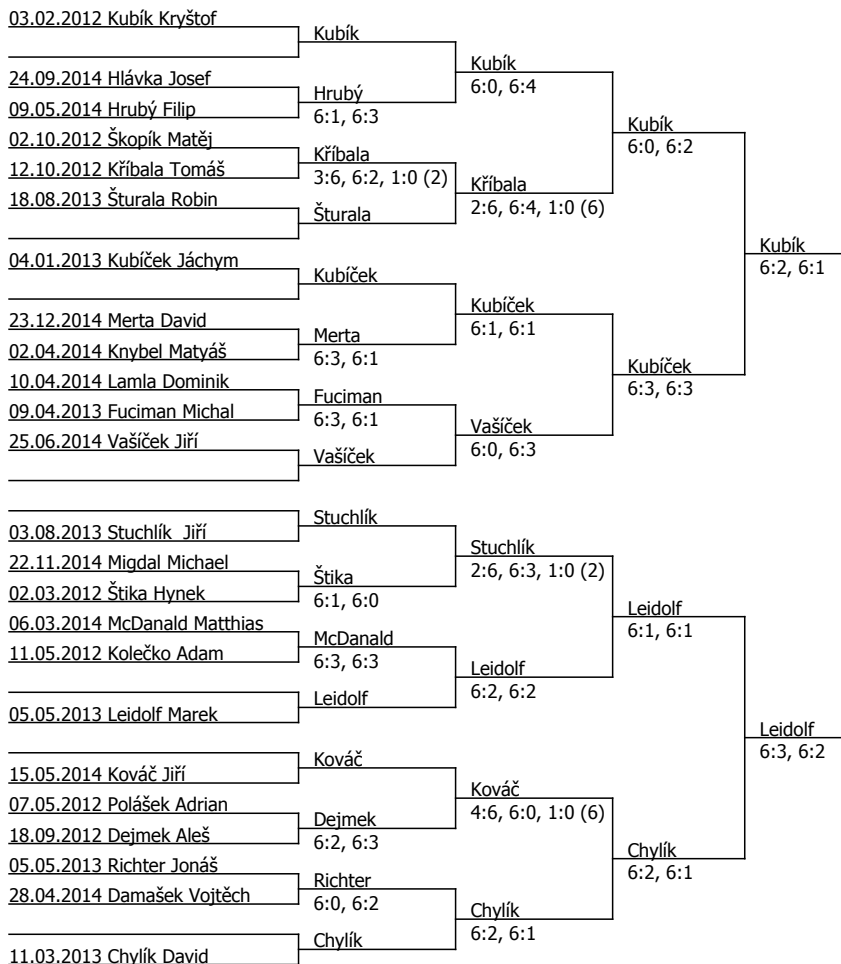 03.02.2012 Kubík Kryštof
24.09.2014 Hlávka Josef
09.05.2014 Hrubý Filip
02.10.2012 Škopík Matěj
12.10.2012 Kříbala Tomáš
18.08.2013 Šturala Robin
04.01.2013 Kubíček Jáchym
23.12.2014 Merta David
02.04.2014 Knybel Matyáš
10.04.2014 Lamla Dominik
09.04.2013 Fuciman Michal
25.06.2014 Vašíček Jiří
03.08.2013 Stuchlík  Jiří
22.11.2014 Migdal Michael
02.03.2012 Štika Hynek
06.03.2014 McDanald Matthias
11.05.2012 Kolečko Adam
05.05.2013 Leidolf Marek
15.05.2014 Kováč Jiří
07.05.2012 Polášek Adrian
18.09.2012 Dejmek Aleš
05.05.2013 Richter Jonáš
28.04.2014 Damašek Vojtěch
11.03.2013 Chylík David
Kubík
Hrubý
6:1, 6:3
Kříbala
3:6, 6:2, 1:0 (2)
Šturala
Kubíček
Merta
6:3, 6:1
Fuciman
6:3, 6:1
Vašíček
Stuchlík
Štika
6:1, 6:0
McDanald
6:3, 6:3
Leidolf
Kováč
Dejmek
6:2, 6:3
Richter
6:0, 6:2
Chylík
Kubík
6:0, 6:4
Kříbala
2:6, 6:4, 1:0 (6)
Kubíček
6:1, 6:1
Vašíček
6:0, 6:3
Stuchlík
2:6, 6:3, 1:0 (2)
Leidolf
6:2, 6:2
Kováč
4:6, 6:0, 1:0 (6)
Chylík
6:2, 6:1
Kubík
6:0, 6:2
Kubíček
6:3, 6:3
Leidolf
6:1, 6:1
Chylík
6:2, 6:1
Kubík
6:2, 6:1
Leidolf
6:3, 6:2